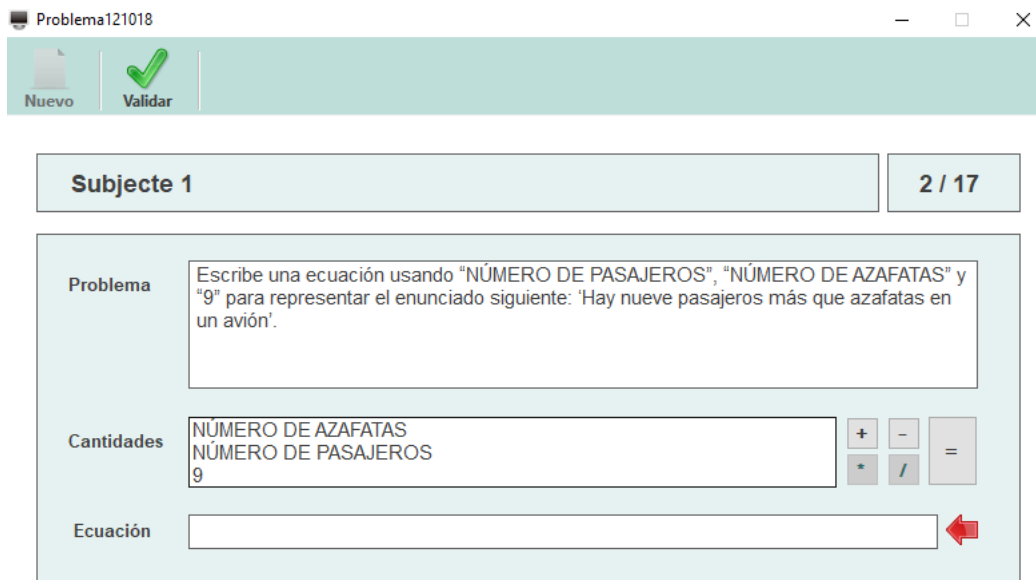 Problema121018
Nuevo
Validar
Subjecte 1
2 / 17
Problema
Escribe una ecuación usando “NÚMERO DE PASAJEROS”, “NÚMERO DE AZAFATAS” y
“9” para representar el enunciado siguiente: ‘Hay nueve pasajeros más que azafatas en
un avión’.
Cantidades
NÚMERO DE AZAFATAS
NÚMERO DE PASAJEROS
9
+ -
* /
=
Ecuación